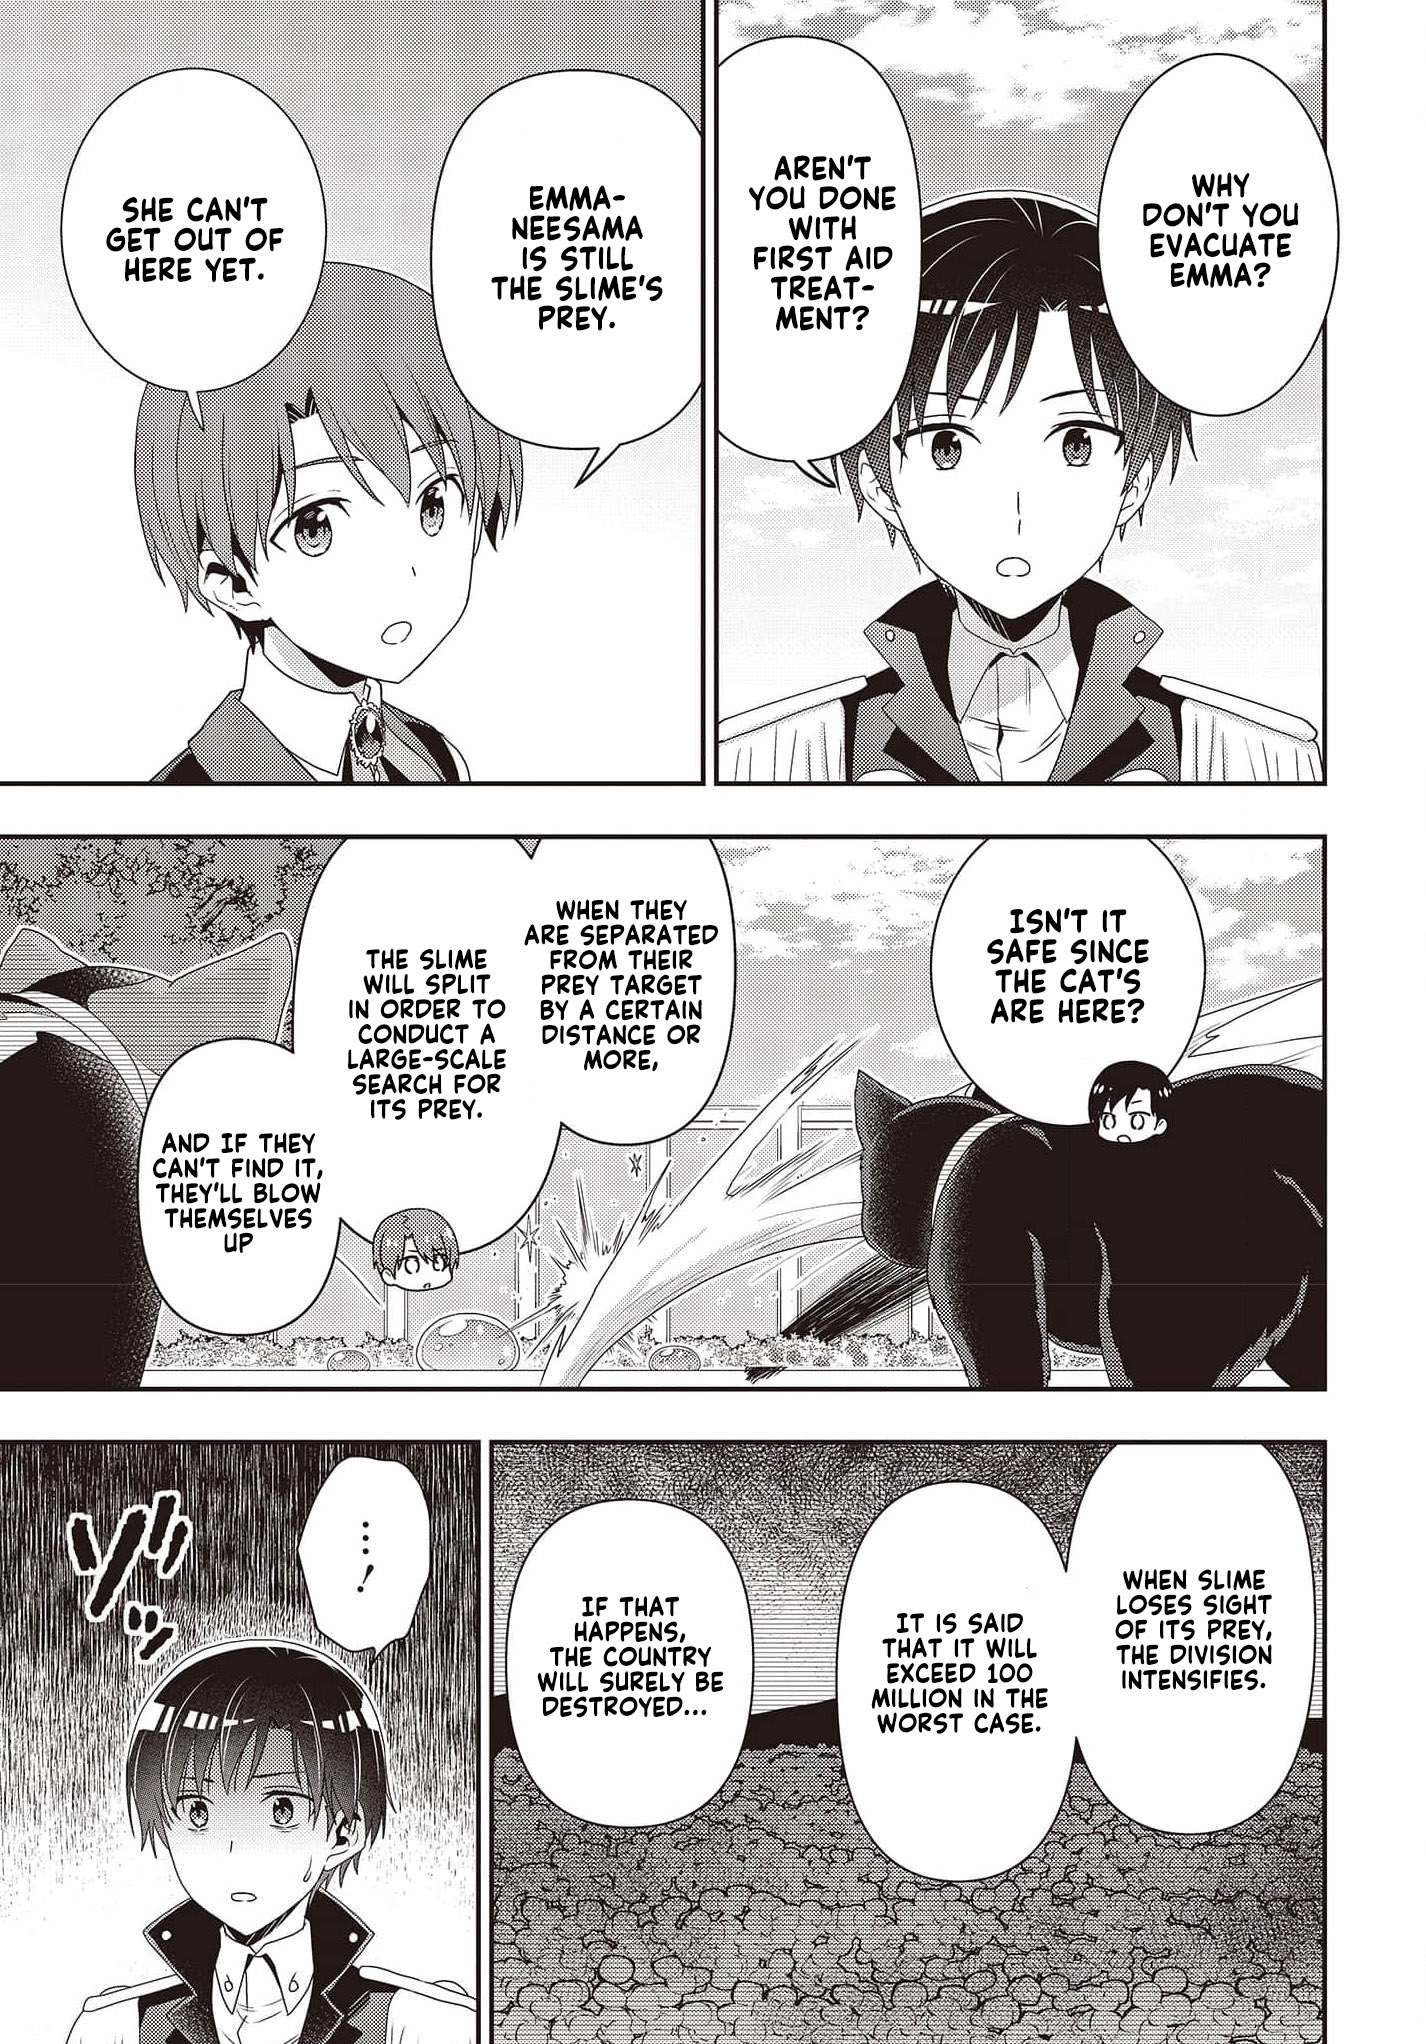 WHY
DON'T YOU
EVACUATE
EMMA?
AREN'T
YOU DONE
WITH
FIRST AID
TREAT-
MENT?
EMMA-
NEESAMA
IS STILL
THE SLIME'S
PREY.
SHE CAN'T
GET OUT OF
HERE YET.
ISN'T IT
SAFE SINCE
THE CAT'S
ARE HERE?
WHEN THEY
ARE SEPARATED
FROM THEIR
PREY TARGET
BY A CERTAIN
DISTANCE OR
MORE,
THE SLIME
WILL SPLIT
IN ORDER TO
CONDUCT A
LARGE-SCALE
SEARCH FOR
ITS PREY.
AND IF THEY
CAN'T FIND IT,
THEY'LL BLOW
THEMSELVES
UP
WHEN SLIME
LOSES SIGHT
OF ITS PREY,
THE DIVISION
INTENSIFIES.
IT IS SAID
THAT IT WILL
EXCEED 100
MILLION IN THE
WORST CASE.
IF THAT
HAPPENS,
THE COUNTRY
WILL SURELY BE
DESTROYED...
...!
ゾゾッ